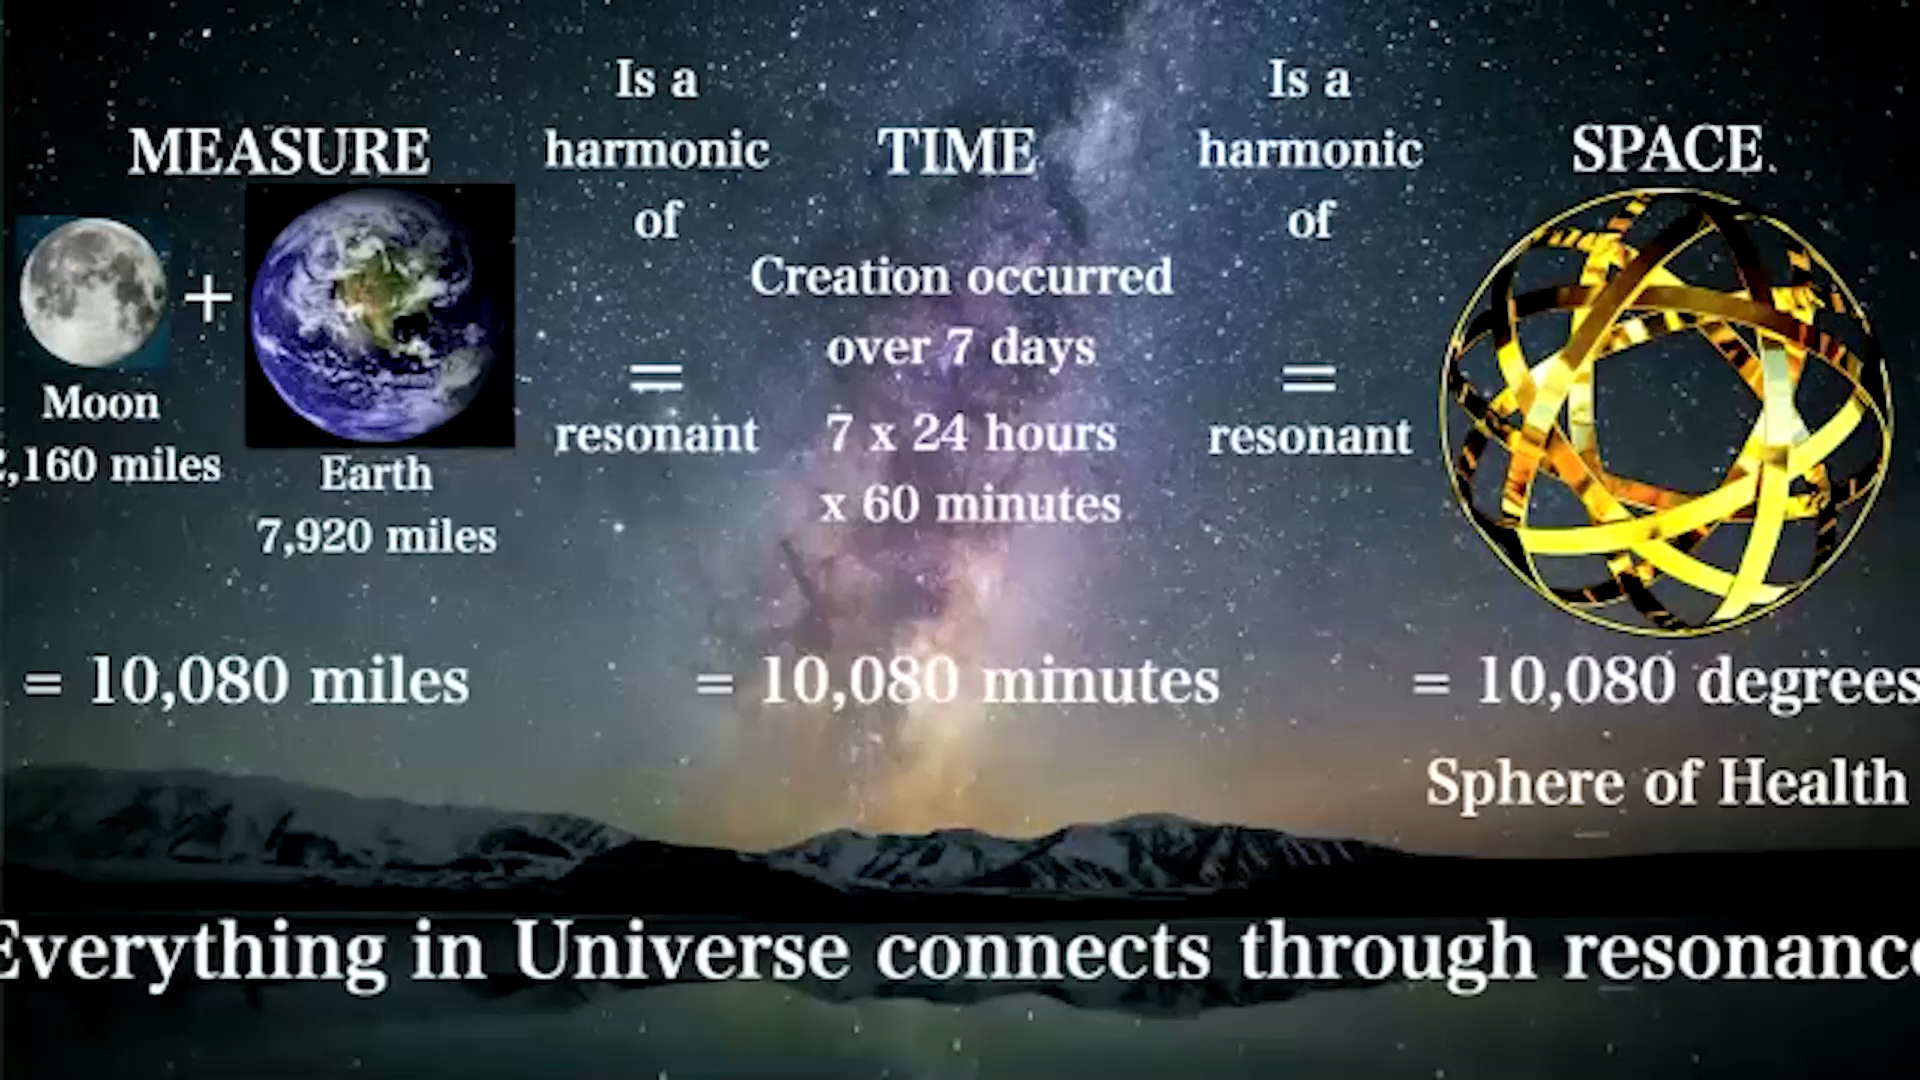 MEASURE
Moon
2,160 miles
+
Earth
7,920 miles
= 10,080 miles
Is a
harmonic
of
=
resonant
TIME
Creation occurred
over 7 days
7 x 24 hours
x 60 minutes
= 10,080 minutes
Is a
harmonic
of
=
resonant
SPACE
= 10,080 degrees
Sphere of Health
Everything in Universe connects through resonance